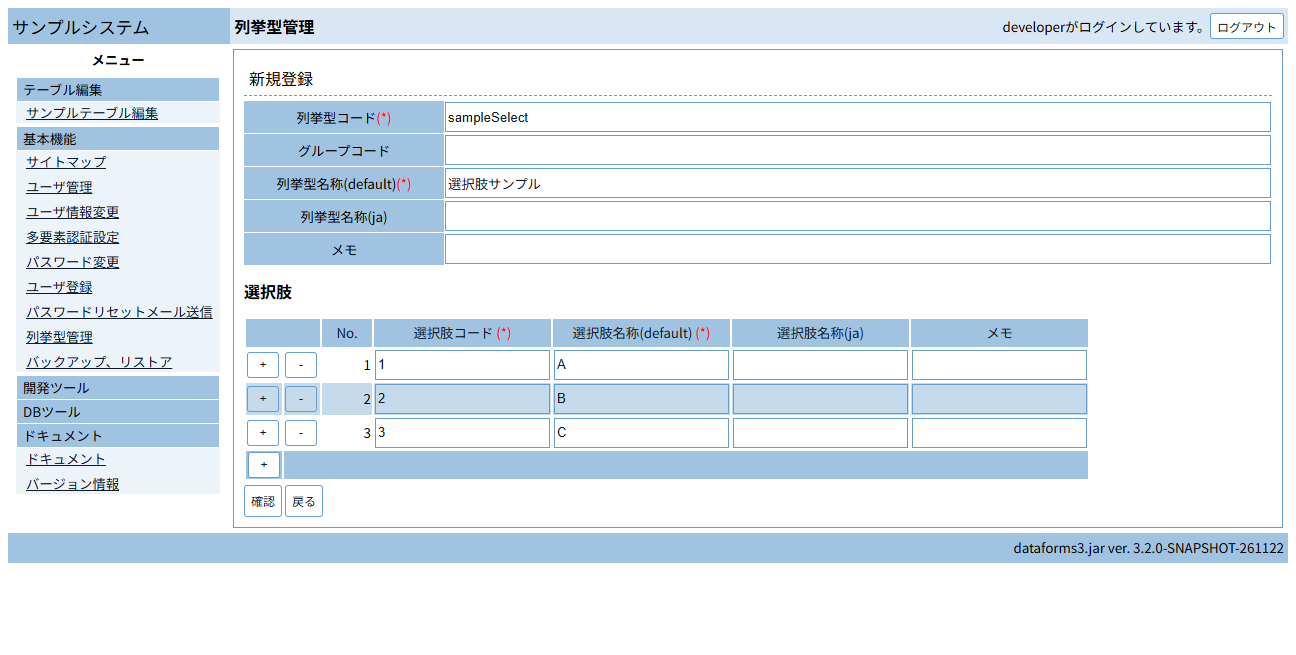 サンプルシステム
列挙型管理
developerがログインしています。 ログアウト
メニュー
テーブル編集
サンプルテーブル編集
基本機能
サイトマップ
ユーザ管理
ユーザ情報変更
多要素認証設定
パスワード変更
ユーザ登録
パスワードリセットメール送信
列挙型管理
バックアップ、リストア
開発ツール
DBツール
ドキュメント
ドキュメント
バージョン情報
新規登録
列挙型コード(*) sampleSelect
グループコード
列挙型名称(default)(*) 選択肢サンプル
列挙型名称(ja)
メモ
選択肢
No. 選択肢コード (*) 選択肢名称(default) (*) 選択肢名称(ja) メモ
+ - 1 1 A
+ - 2 2 B
+ - 3 3 C
+
確認 戻る
dataforms3.jar ver. 3.2.0-SNAPSHOT-261122